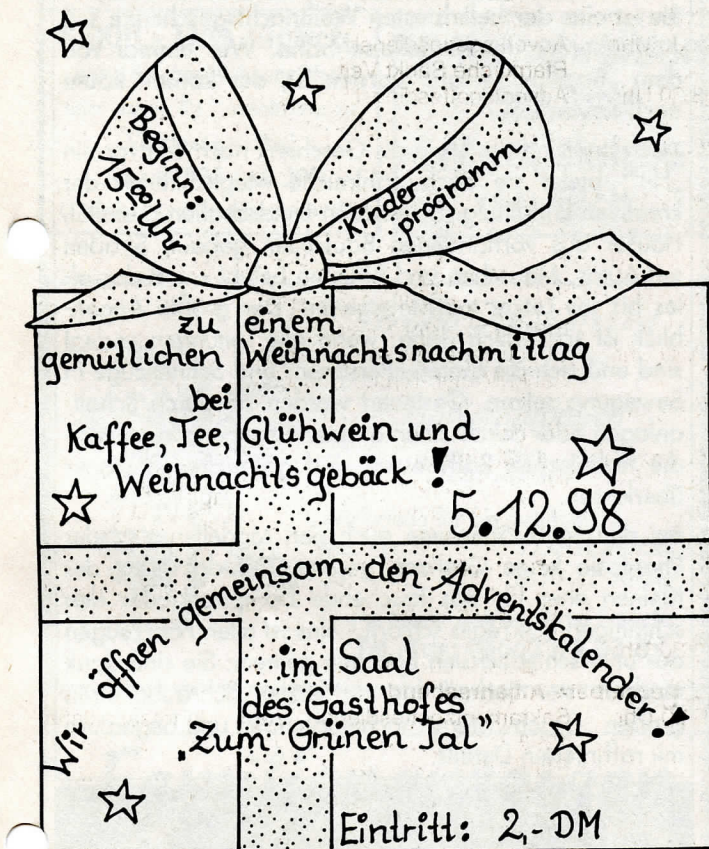 Beginn:
15⁰⁰ Uhr
Kinder-
programm
zu einem
gemütlichen Weihnachtsnachmittag
bei
Kaffee, Tee, Glühwein und
Weihnachtsgebäck!
5.12.98
Wir öffnen gemeinsam den Adventskalender!
im Saal
des Gasthofes
„Zum Grünen Tal"
Eintritt: 2,- DM